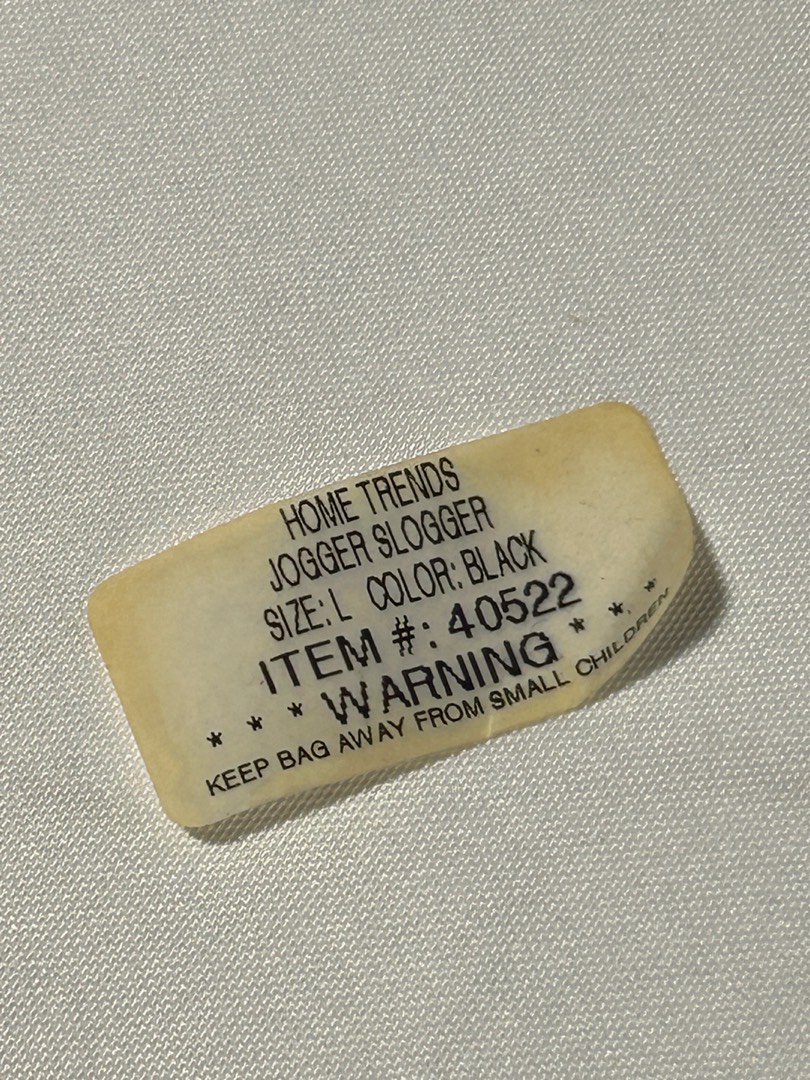 HOME TRENDS
JOGGER SLOGGER
SIZE: L COLOR: BLACK
ITEM #: 40522
* * * WARNING * * *
KEEP BAG AWAY FROM SMALL CHILDREN